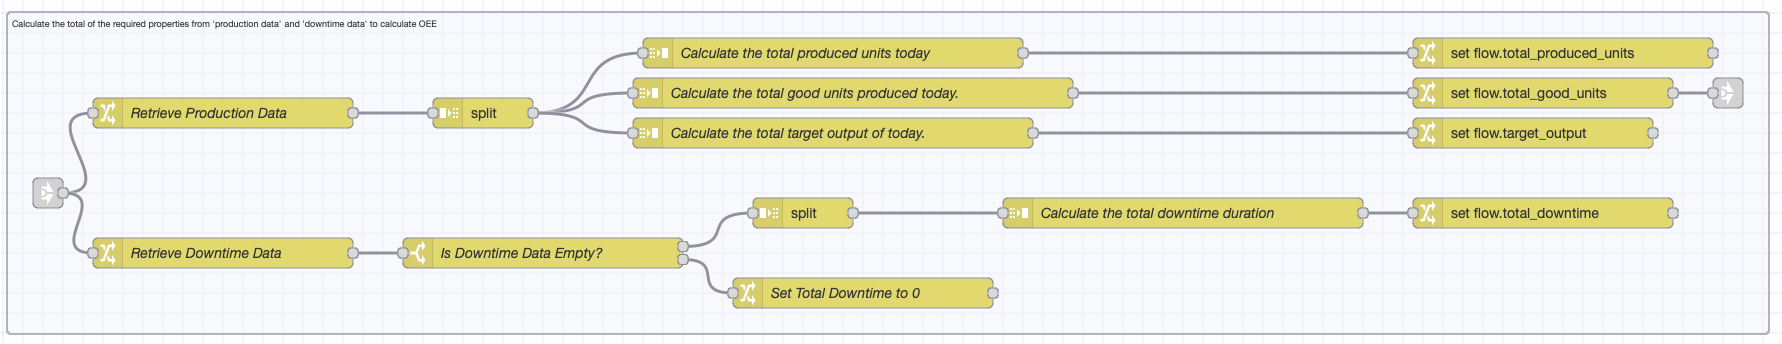 Calculate the total of the required properties from 'production data' and 'downtime data' to calculate OEE
Calculate the total produced units today
set flow.total_produced_units
Calculate the total good units produced today.
set flow.total_good_units
Retrieve Production Data
split
Calculate the total target output of today.
set flow.target_output
split
Calculate the total downtime duration
set flow.total_downtime
Retrieve Downtime Data
Is Downtime Data Empty?
Set Total Downtime to 0